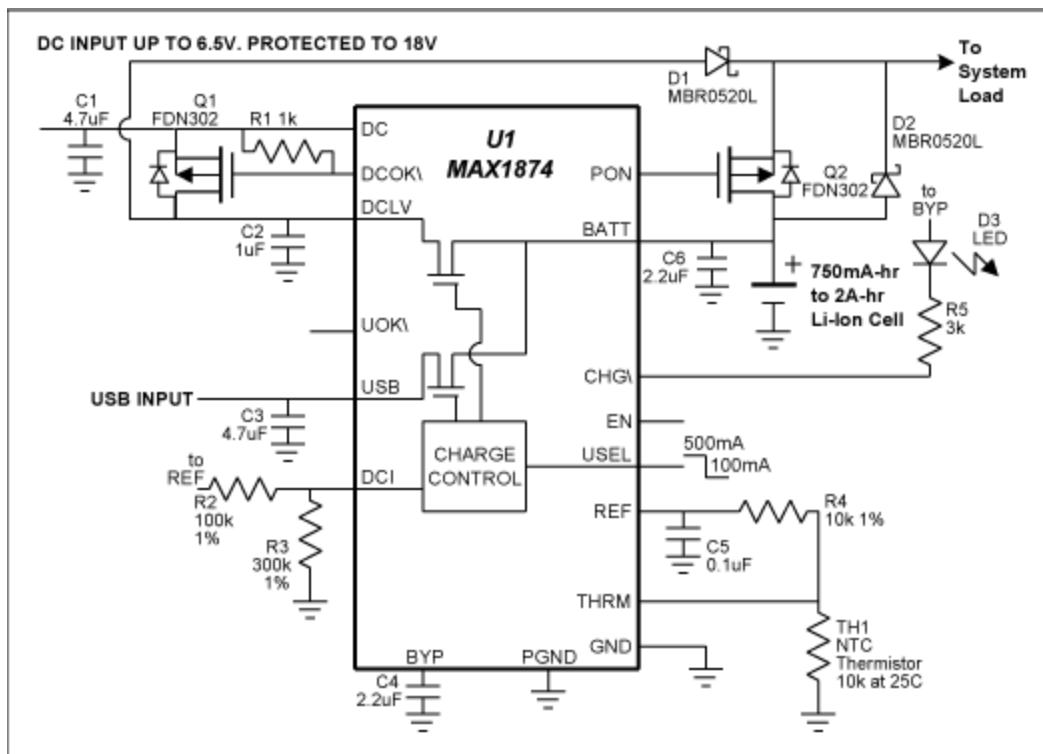 DC INPUT UP TO 6.5V. PROTECTED TO 18V
To
System
Load
D1
MBR0520L
C1
4.7uF
Q1
FDN302
R1 1k
DC
U1
MAX1874
D2
MBR0520L
DCOK\
PON
Q2
FDN302
to
BYP
D3
LED
DCLV
BATT
C2
1uF
C6
2.2uF
+
750mA-hr
to 2A-hr
Li-Ion Cell
R5
3k
UOK\
USB
CHG\
USB INPUT
C3
4.7uF
EN
CHARGE
CONTROL
USEL
500mA
100mA
to
REF
DCI
R2
100k
1%
REF
R4
10k 1%
R3
300k
1%
C5
0.1uF
THRM
TH1
NTC
Thermistor
10k at 25C
GND
BYP
PGND
C4
2.2uF